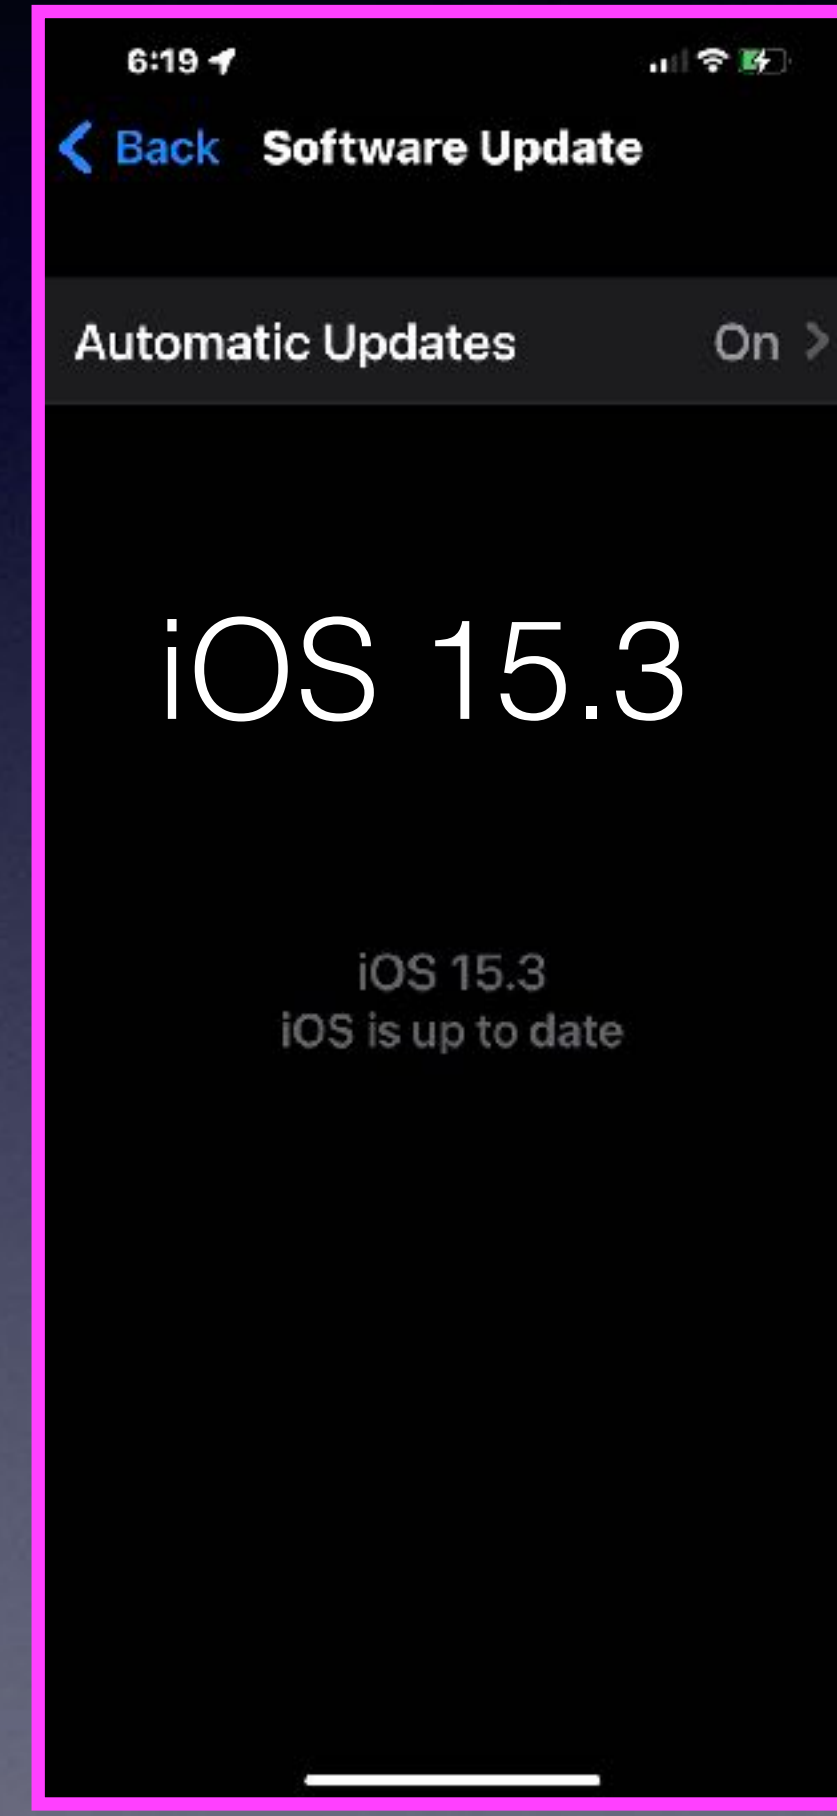 6:19
Back Software Update
Automatic Updates On
iOS 15.3
iOS 15.3
iOS is up to date